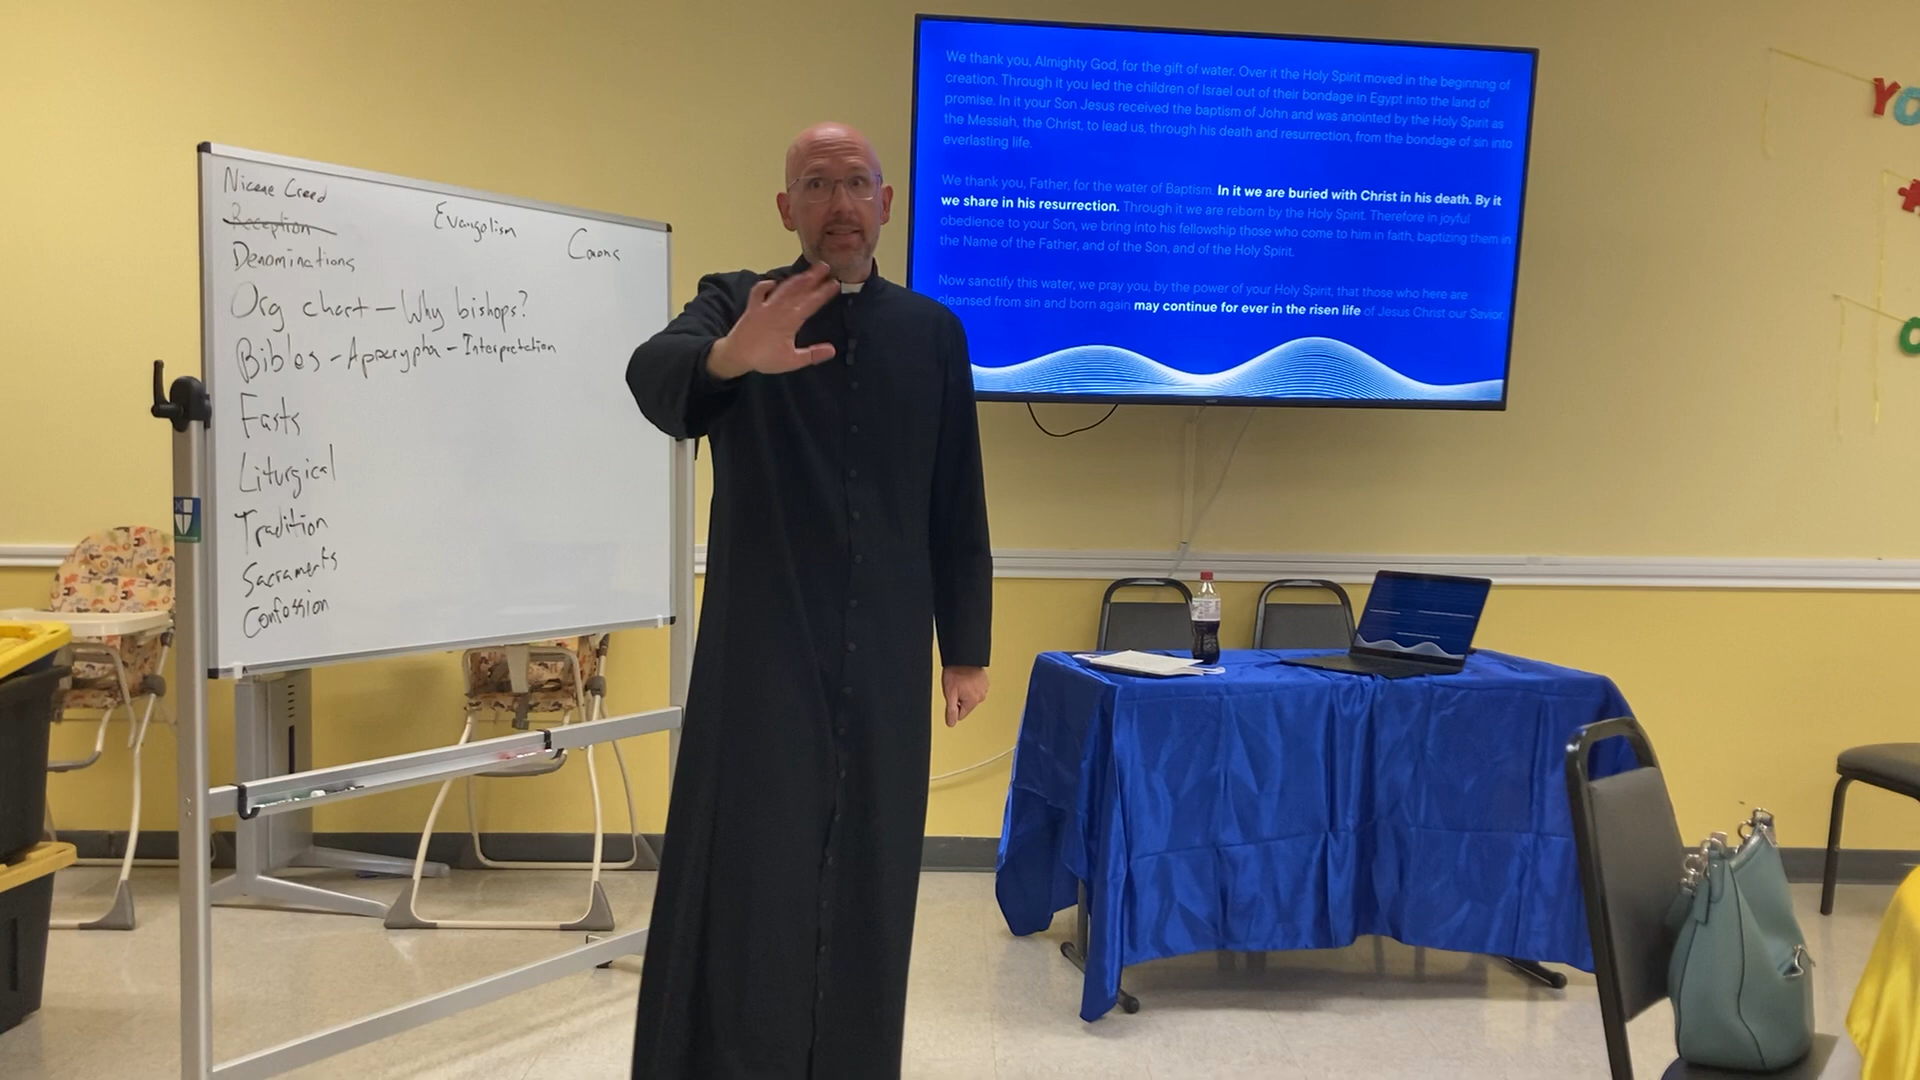 Nicene Creed
Reception
Denominations
Org chart – Why bishops?
Bibles – Apocrypha – Interpretation
Fasts
Liturgical
Tradition
Sacraments
Confession
Evangolism
Canons
We thank you, Almighty God, for the gift of water. Over it the Holy Spirit moved in the beginning of
creation. Through it you led the children of Israel out of their bondage in Egypt into the land of
promise. In it your Son Jesus received the baptism of John and was anointed by the Holy Spirit as
the Messiah, the Christ, to lead us, through his death and resurrection, from the bondage of sin into
everlasting life.
We thank you, Father, for the water of Baptism. In it we are buried with Christ in his death. By it
we share in his resurrection. Through it we are reborn by the Holy Spirit. Therefore in joyful
obedience to your Son, we bring into his fellowship those who come to him in faith, baptizing them in
the Name of the Father, and of the Son, and of the Holy Spirit.
Now sanctify this water, we pray you, by the power of your Holy Spirit, that those who here are
cleansed from sin and born again may continue for ever in the risen life of Jesus Christ our Savior.
YO